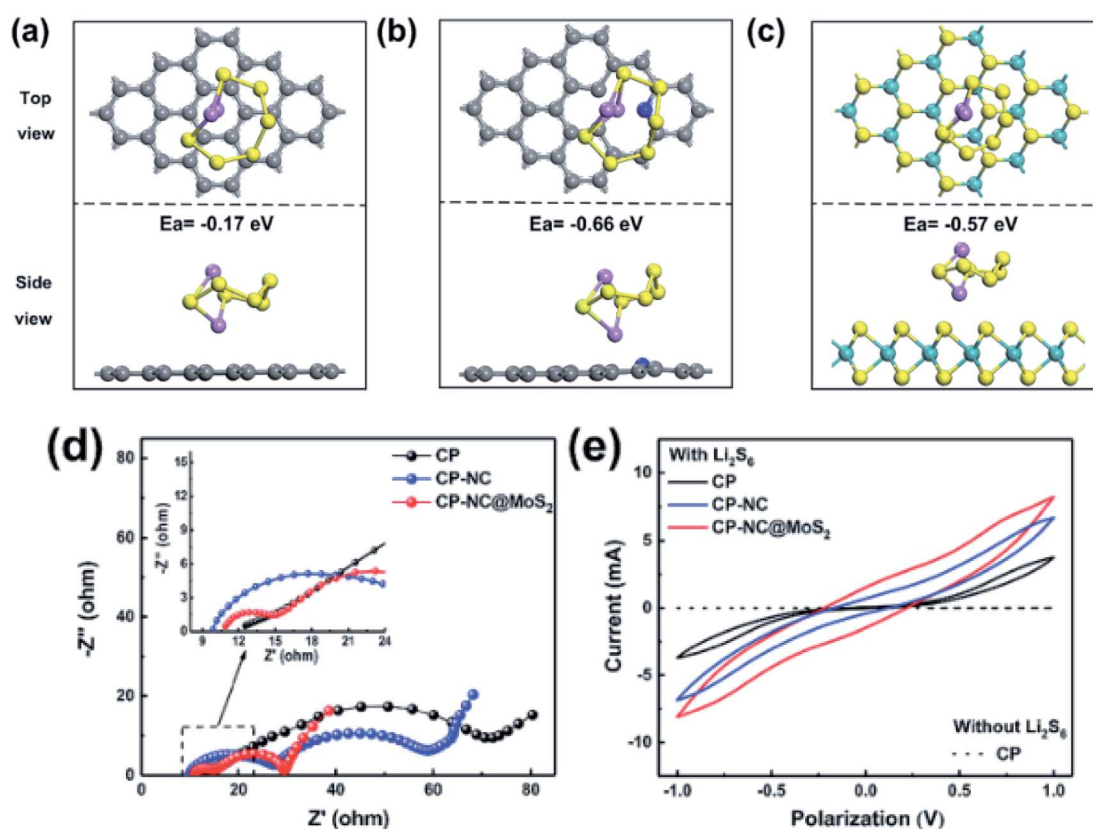 (a)
(b)
(c)
Top
view
Ea= -0.17 eV
Ea= -0.66 eV
Ea= -0.57 eV
Side
view
(d)
80
60
40
20
0
-Z'' (ohm)
0
20
40
60
80
Z' (ohm)
CP
CP-NC
CP-NC@MoS₂
15
12
9
6
3
0
-Z'' (ohm)
9
12
15
18
21
24
Z' (ohm)
(e)
With Li₂S₆
CP
CP-NC
CP-NC@MoS₂
10
5
0
-5
-10
Current (mA)
-1.0
-0.5
0.0
0.5
1.0
Polarization (V)
Without Li₂S₆
CP